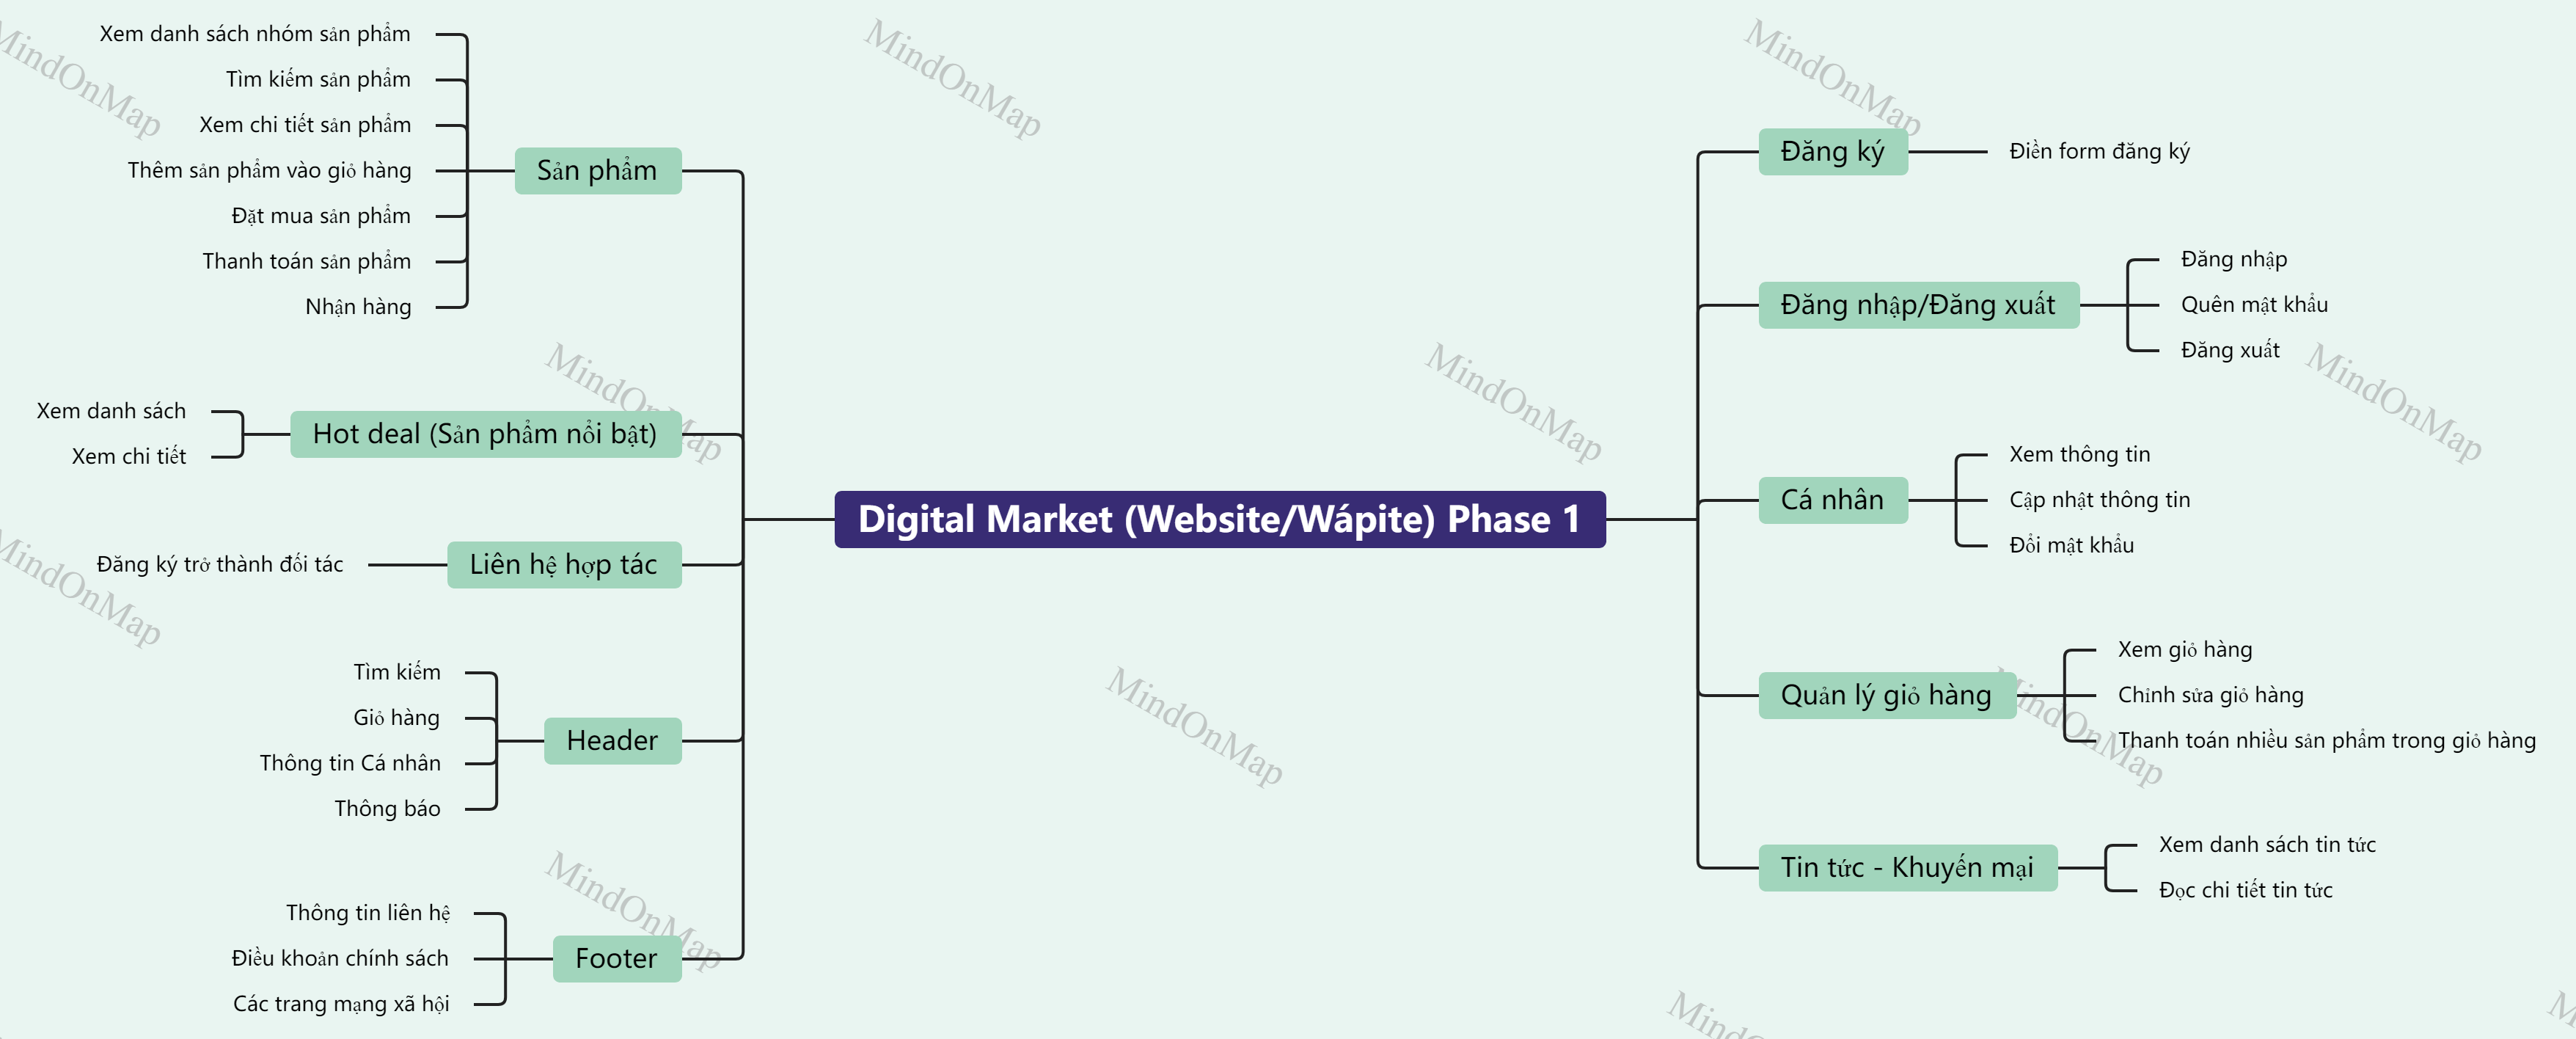 Digital Market (Website/Wápite) Phase 1
Sản phẩm
Xem danh sách nhóm sản phẩm
Tìm kiếm sản phẩm
Xem chi tiết sản phẩm
Thêm sản phẩm vào giỏ hàng
Đặt mua sản phẩm
Thanh toán sản phẩm
Nhận hàng
Hot deal (Sản phẩm nổi bật)
Xem danh sách
Xem chi tiết
Liên hệ hợp tác
Đăng ký trở thành đối tác
Header
Tìm kiếm
Giỏ hàng
Thông tin Cá nhân
Thông báo
Footer
Thông tin liên hệ
Điều khoản chính sách
Các trang mạng xã hội
Đăng ký
Điền form đăng ký
Đăng nhập/Đăng xuất
Đăng nhập
Quên mật khẩu
Đăng xuất
Cá nhân
Xem thông tin
Cập nhật thông tin
Đổi mật khẩu
Quản lý giỏ hàng
Xem giỏ hàng
Chỉnh sửa giỏ hàng
Thanh toán nhiều sản phẩm trong giỏ hàng
Tin tức - Khuyến mại
Xem danh sách tin tức
Đọc chi tiết tin tức
MindOnMap
MindOnMap
MindOnMap
MindOnMap
MindOnMap
MindOnMap
MindOnMap
MindOnMap
MindOnMap
MindOnMap